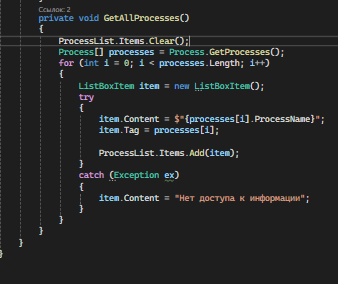 Ссылок: 2
private void GetAllProcesses()
{
ProcessList.Items.Clear();
Process[] processes = Process.GetProcesses();
for (int i = 0; i < processes.Length; i++)
{
ListBoxItem item = new ListBoxItem();
try
{
item.Content = $"{processes[i].ProcessName}";
item.Tag = processes[i];
ProcessList.Items.Add(item);
}
catch (Exception ex)
{
item.Content = "Нет доступа к информации";
}
}
}
}
}